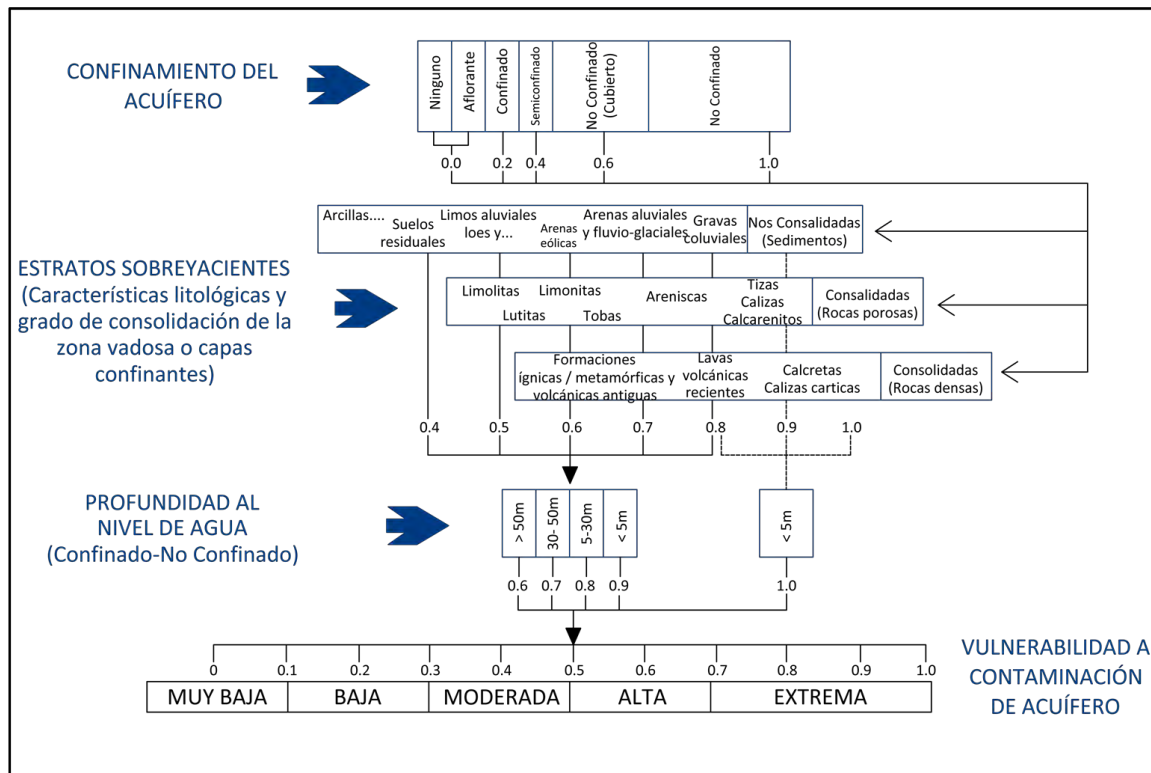 CONFINAMIENTO DEL
ACUÍFERO
Ninguno
Aflorante
Confinado
Semiconfinado
No Confinado
(Cubierto)
No Confinado
0.0
0.2
0.4
0.6
1.0
ESTRATOS SOBREYACIENTES
(Características litológicas y
grado de consolidación de la
zona vadosa o capas
confinantes)
Arcillas....
Suelos
residuales
Limos aluviales
loes y...
Arenas
eólicas
Arenas aluviales
y fluvio-glaciales
Gravas
coluviales
Nos Consalidadas
(Sedimentos)
Limolitas
Lutitas
Limonitas
Tobas
Areniscas
Tizas
Calizas
Calcarenitos
Consalidadas
(Rocas porosas)
Formaciones
ígnicas / metamórficas y
volcánicas antiguas
Lavas
volcánicas
recientes
Calcretas
Calizas carticas
Consolidadas
(Rocas densas)
0.4
0.5
0.6
0.7
0.8
0.9
1.0
PROFUNDIDAD AL
NIVEL DE AGUA
(Confinado-No Confinado)
> 50m
30- 50m
5-30m
< 5m
< 5m
0.6
0.7
0.8
0.9
1.0
0
0.1
0.2
0.3
0.4
0.5
0.6
0.7
0.8
0.9
1.0
MUY BAJA
BAJA
MODERADA
ALTA
EXTREMA
VULNERABILIDAD A
CONTAMINACIÓN
DE ACUÍFERO